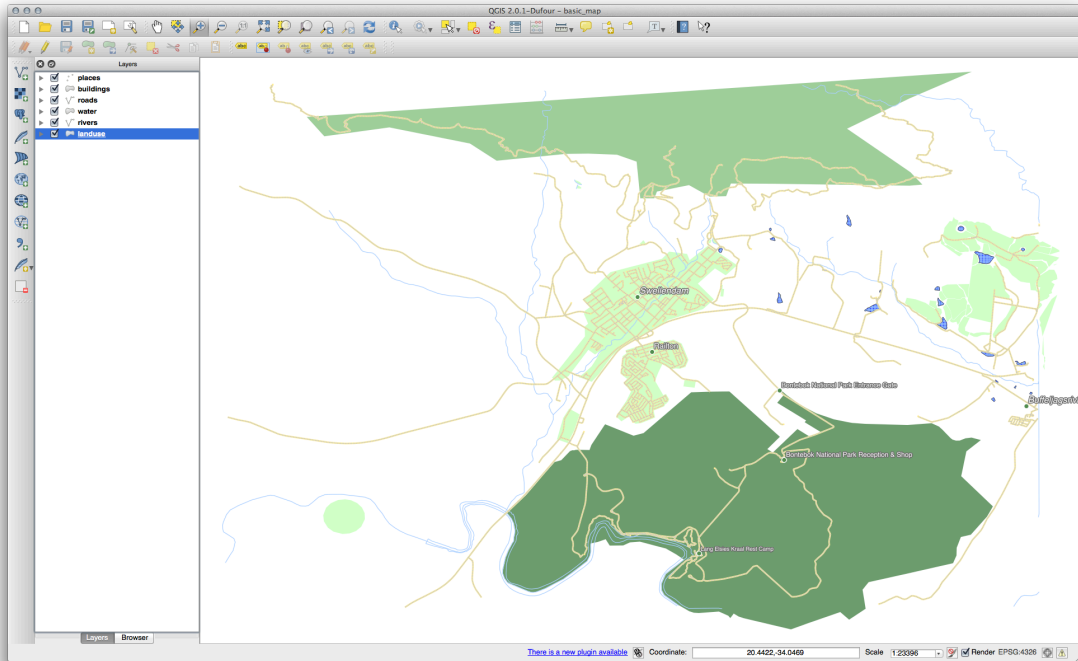 QGIS 2.0.1-Dufour - basic_map
Layers
places
buildings
roads
water
rivers
landuse
Swellendam
Railton
Bontebok National Park Entrance Gate
Bontebok National Park Reception & Shop
Lang Elsies Kraal Rest Camp
Layers
Browser
There is a new plugin available
Coordinate:
20.4422,-34.0469
Scale
1:23396
Render
EPSG:4326